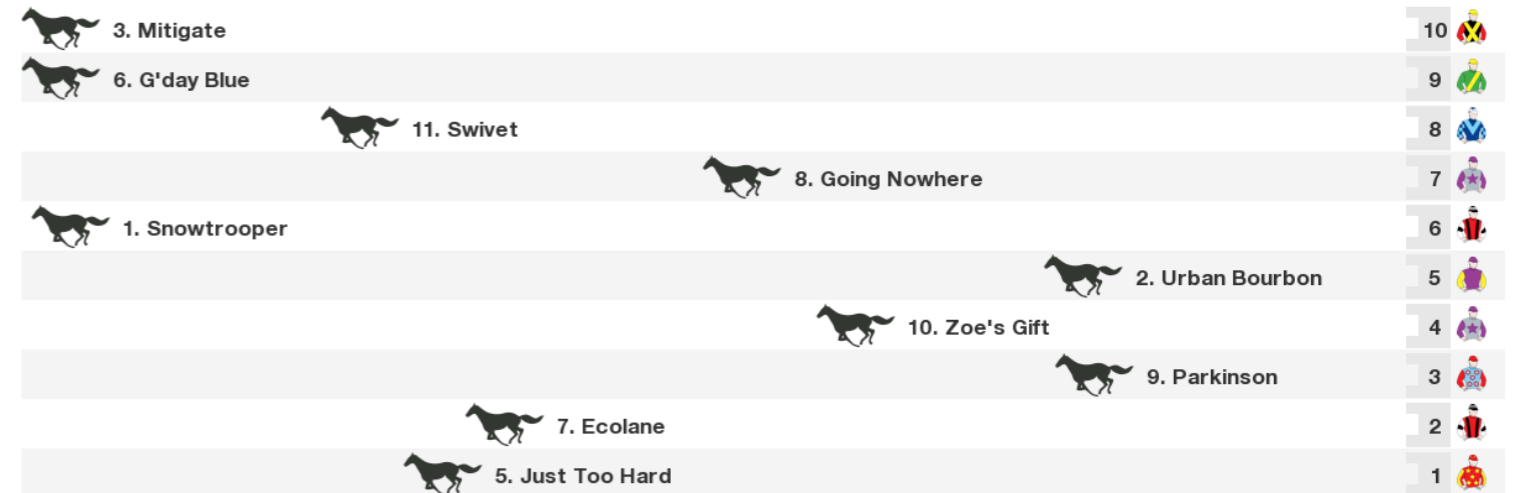 3. Mitigate 10
6. G'day Blue 9
11. Swivet 8
8. Going Nowhere 7
1. Snowtrooper 6
2. Urban Bourbon 5
10. Zoe's Gift 4
9. Parkinson 3
7. Ecolane 2
5. Just Too Hard 1